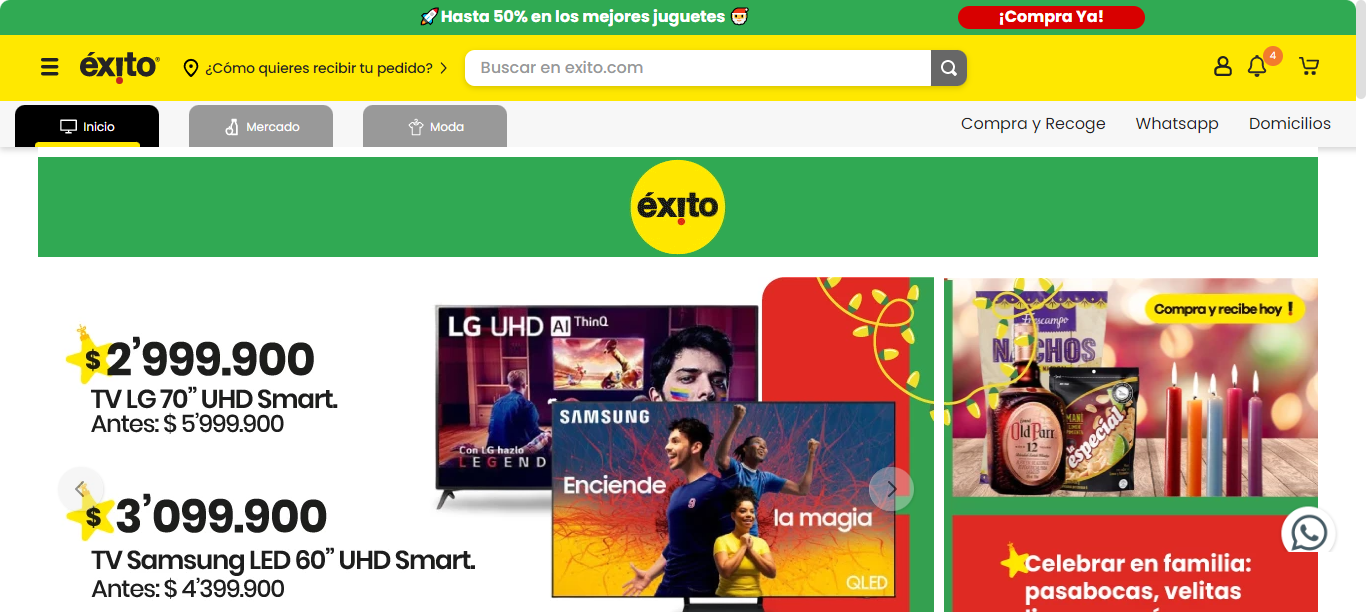 Hasta 50% en los mejores juguetes
¡Compra Ya!
éxito
¿Cómo quieres recibir tu pedido?
Buscar en exito.com
4
Inicio
Mercado
Moda
Compra y Recoge
Whatsapp
Domicilios
éxito
$2’999.900
TV LG 70” UHD Smart.
Antes: $ 5’999.900
$3’099.900
TV Samsung LED 60” UHD Smart.
Antes: $ 4’399.900
LG UHD AI ThinQ
Con LG hazlo
LEGEND
SAMSUNG
Enciende
la magia
QLED
Compra y recibe hoy !
Frescampo
NACHOS
Old Parr
12
la especial
Celebrar en familia:
pasabocas, velitas